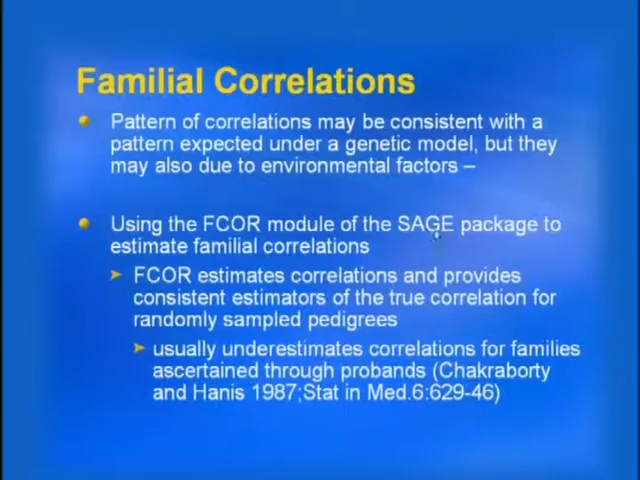 Familial Correlations
Pattern of correlations may be consistent with a
pattern expected under a genetic model, but they
may also due to environmental factors –
Using the FCOR module of the SAGE package to
estimate familial correlations
FCOR estimates correlations and provides
consistent estimators of the true correlation for
randomly sampled pedigrees
usually underestimates correlations for families
ascertained through probands (Chakraborty
and Hanis 1987;Stat in Med.6:629-46)